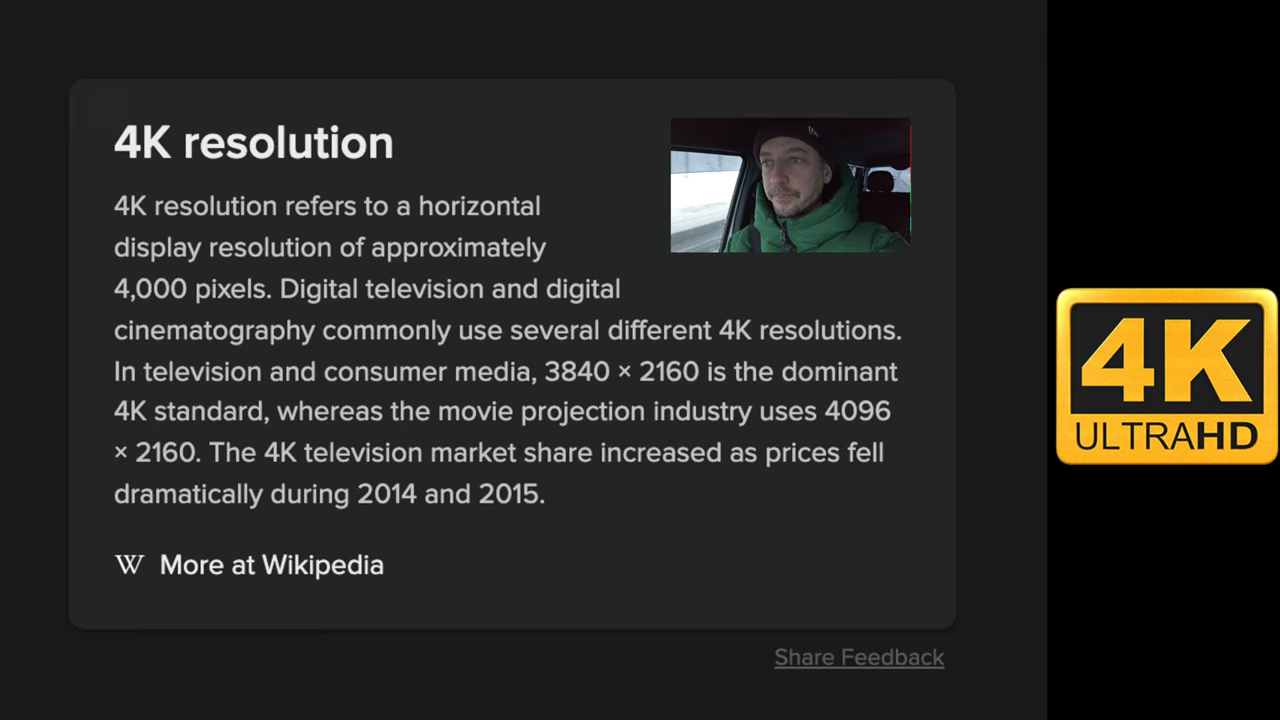 4K resolution
4K resolution refers to a horizontal
display resolution of approximately
4,000 pixels. Digital television and digital
cinematography commonly use several different 4K resolutions.
In television and consumer media, 3840 × 2160 is the dominant
4K standard, whereas the movie projection industry uses 4096
× 2160. The 4K television market share increased as prices fell
dramatically during 2014 and 2015.
W More at Wikipedia
Share Feedback
4K
ULTRAHD